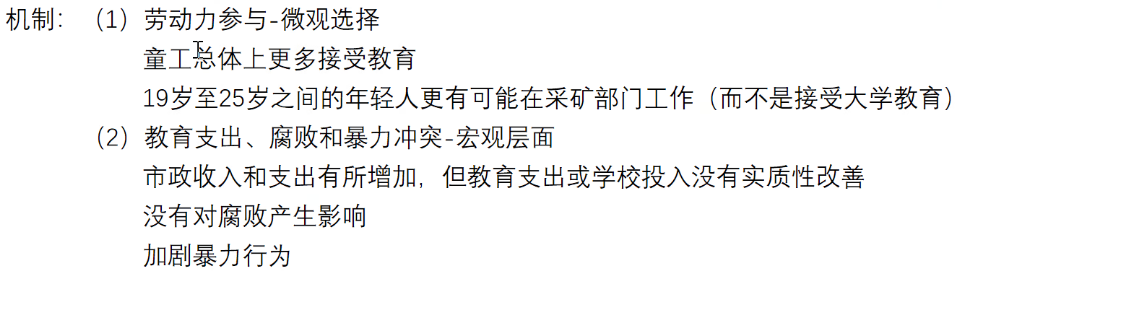 机制：（1）劳动力参与-微观选择
童工总体上更多接受教育
19岁至25岁之间的年轻人更有可能在采矿部门工作（而不是接受大学教育）
（2）教育支出、腐败和暴力冲突-宏观层面
市政收入和支出有所增加，但教育支出或学校投入没有实质性改善
没有对腐败产生影响
加剧暴力行为